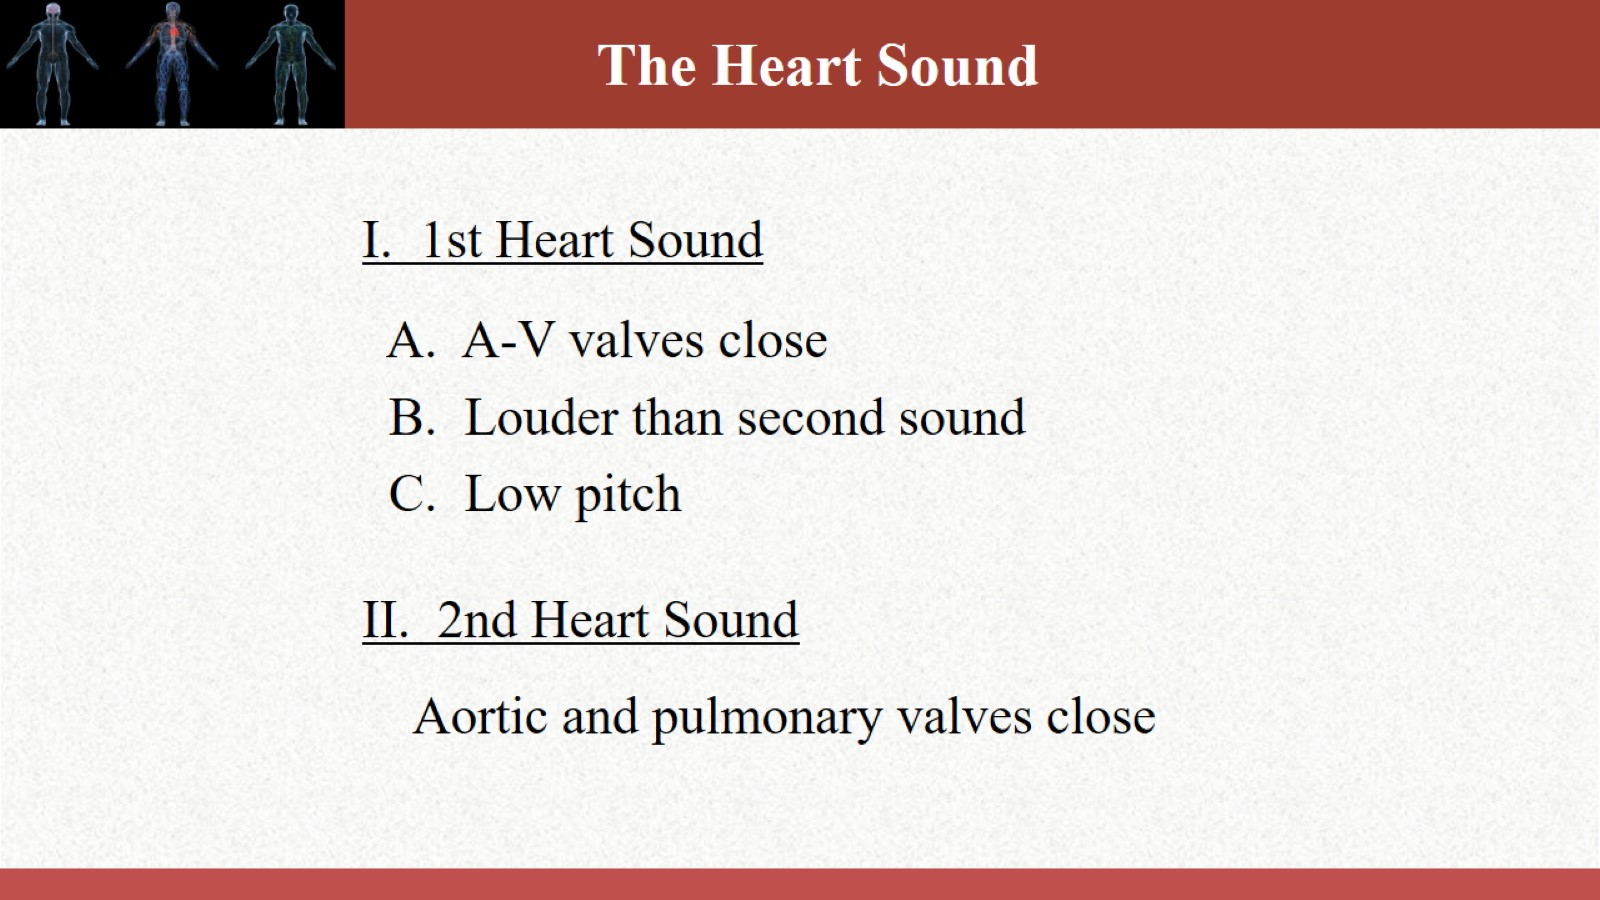 The Heart Sound
I. 1st Heart Sound
A. A-V valves close
B. Louder than second sound
C. Low pitch
II. 2nd Heart Sound
Aortic and pulmonary valves close